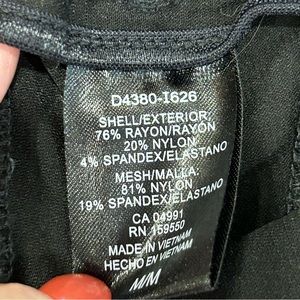 D4380-I626
SHELL/EXTERIOR:
76% RAYON/RAYON
20% NYLON
4% SPANDEX/ELASTANO
MESH/MALLA:
81% NYLON
19% SPANDEX/ELASTANO
CA 04991
RN 159550
MADE IN VIETNAM
HECHO EN VIETNAM
M/M